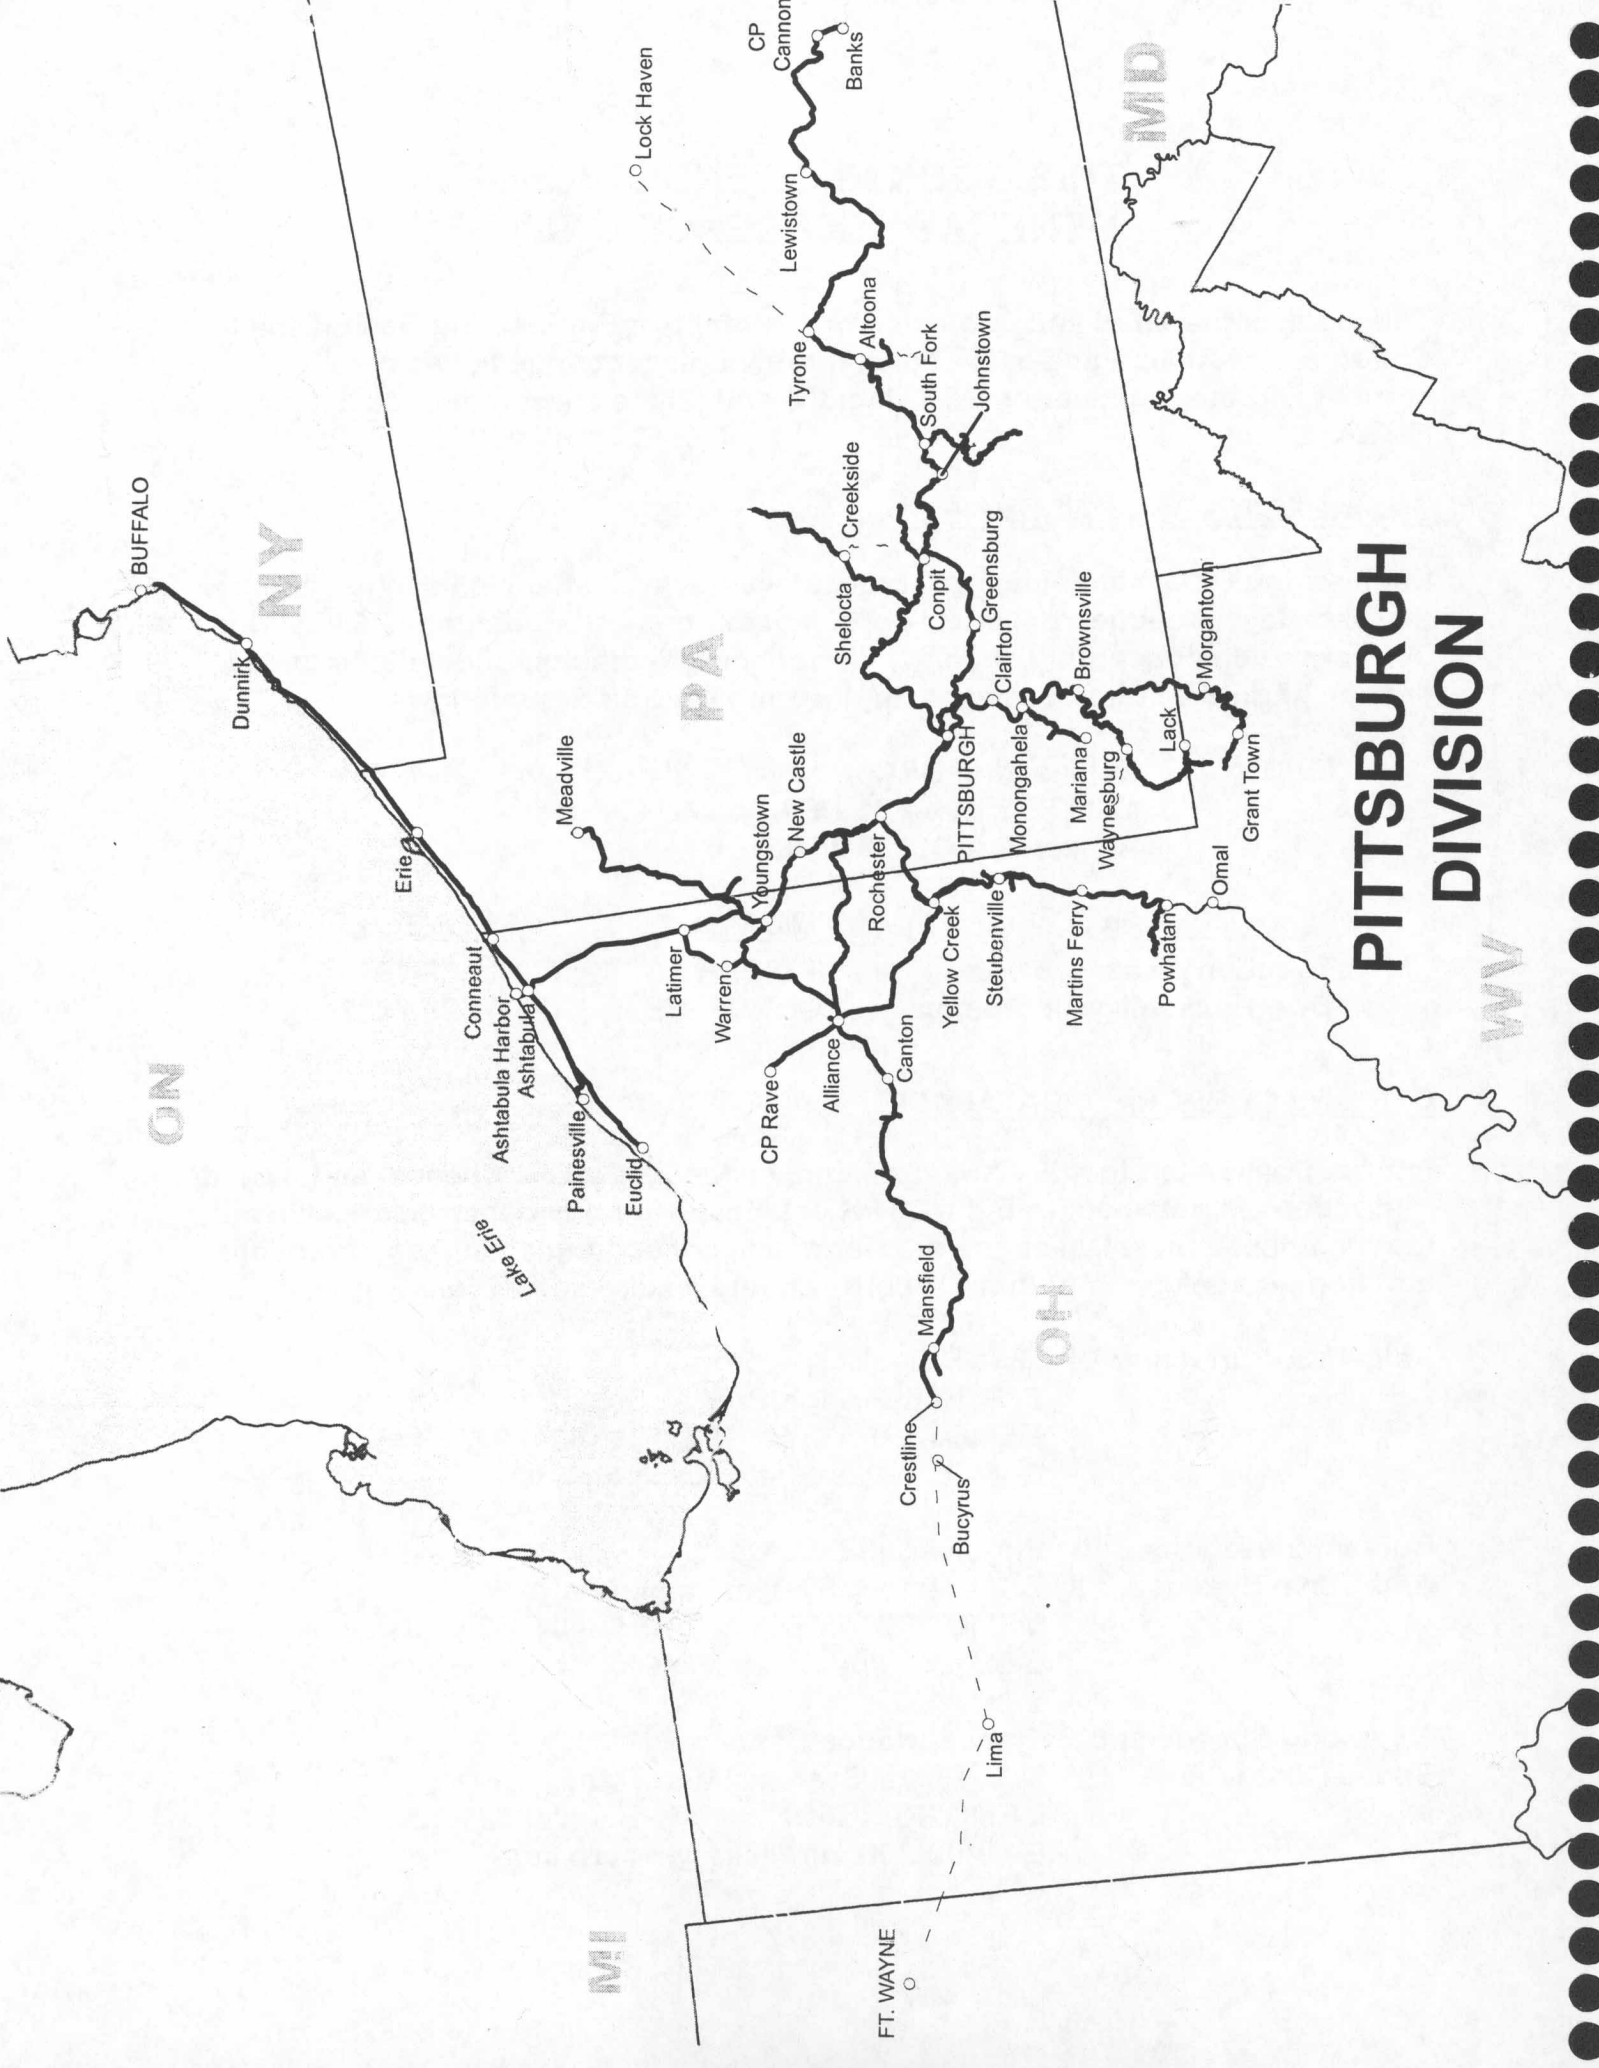 ON
NY
PA
MD
MI
OH
WV
BUFFALO
Dunnirk
Erie
Conneaut
Ashtabula Harbor
Ashtabula
Painesville
Euclid
Lake Erie
Lock Haven
CP
Cannon
Banks
Lewistown
Tyrone
Altoona
South Fork
Johnstown
Creekside
Shelocta
Conpit
Greensburg
Clairton
Brownsville
Morgantown
Meadville
Youngstown
New Castle
Rochester
PITTSBURGH
Monongahela
Mariana
Waynesburg
Lack
Grant Town
Latimer
Warren
CP Rave
Alliance
Canton
Yellow Creek
Steubenville
Martins Ferry
Powhatan
Omal
Mansfield
Crestline
Bucyrus
Lima
FT. WAYNE
PITTSBURGH
DIVISION